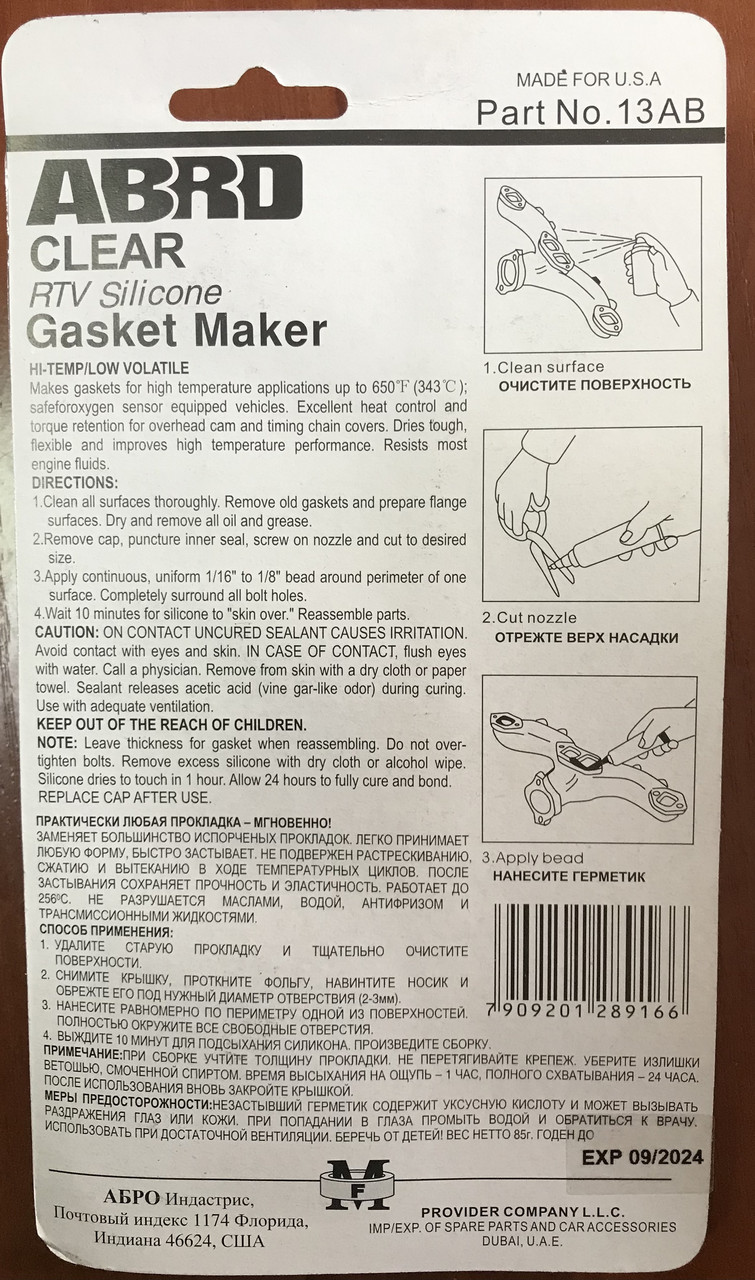 MADE FOR U.S.A
Part No.13AB
ABRO
CLEAR
RTV Silicone
Gasket Maker
HI-TEMP/LOW VOLATILE
Makes gaskets for high temperature applications up to 650℉ (343℃);
safeforoxygen sensor equipped vehicles. Excellent heat control and
torque retention for overhead cam and timing chain covers. Dries tough,
flexible and improves high temperature performance. Resists most
engine fluids.
DIRECTIONS:
1.Clean all surfaces thoroughly. Remove old gaskets and prepare flange
surfaces. Dry and remove all oil and grease.
2.Remove cap, puncture inner seal, screw on nozzle and cut to desired
size.
3.Apply continuous, uniform 1/16" to 1/8" bead around perimeter of one
surface. Completely surround all bolt holes.
4.Wait 10 minutes for silicone to "skin over." Reassemble parts.
CAUTION: ON CONTACT UNCURED SEALANT CAUSES IRRITATION.
Avoid contact with eyes and skin. IN CASE OF CONTACT, flush eyes
with water. Call a physician. Remove from skin with a dry cloth or paper
towel. Sealant releases acetic acid (vine gar-like odor) during curing.
Use with adequate ventilation.
KEEP OUT OF THE REACH OF CHILDREN.
NOTE: Leave thickness for gasket when reassembling. Do not over-
tighten bolts. Remove excess silicone with dry cloth or alcohol wipe.
Silicone dries to touch in 1 hour. Allow 24 hours to fully cure and bond.
REPLACE CAP AFTER USE.
ПРАКТИЧЕСКИ ЛЮБАЯ ПРОКЛАДКА – МГНОВЕННО!
ЗАМЕНЯЕТ БОЛЬШИНСТВО ИСПОРЧЕНЫХ ПРОКЛАДОК. ЛЕГКО ПРИНИМАЕТ
ЛЮБУЮ ФОРМУ, БЫСТРО ЗАСТЫВАЕТ. НЕ ПОДВЕРЖЕН РАСТРЕСКИВАНИЮ,
СЖАТИЮ И ВЫТЕКАНИЮ В ХОДЕ ТЕМПЕРАТУРНЫХ ЦИКЛОВ. ПОСЛЕ
ЗАСТЫВАНИЯ СОХРАНЯЕТ ПРОЧНОСТЬ И ЭЛАСТИЧНОСТЬ. РАБОТАЕТ ДО
256⁰C. НЕ РАЗРУШАЕТСЯ МАСЛАМИ, ВОДОЙ, АНТИФРИЗОМ И
ТРАНСМИССИОННЫМИ ЖИДКОСТЯМИ.
СПОСОБ ПРИМЕНЕНИЯ:
1. УДАЛИТЕ СТАРУЮ ПРОКЛАДКУ И ТЩАТЕЛЬНО ОЧИСТИТЕ
ПОВЕРХНОСТИ.
2. СНИМИТЕ КРЫШКУ, ПРОТКНИТЕ ФОЛЬГУ, НАВИНТИТЕ НОСИК И
ОБРЕЖТЕ ЕГО ПОД НУЖНЫЙ ДИАМЕТР ОТВЕРСТИЯ (2-3мм).
3. НАНЕСИТЕ РАВНОМЕРНО ПО ПЕРИМЕТРУ ОДНОЙ ИЗ ПОВЕРХНОСТЕЙ.
ПОЛНОСТЬЮ ОКРУЖИТЕ ВСЕ СВОБОДНЫЕ ОТВЕРСТИЯ.
4. ВЫЖДИТЕ 10 МИНУТ ДЛЯ ПОДСЫХАНИЯ СИЛИКОНА. ПРОИЗВЕДИТЕ СБОРКУ.
ПРИМЕЧАНИЕ:ПРИ СБОРКЕ УЧТЙТЕ ТОЛЩИНУ ПРОКЛАДКИ. НЕ ПЕРЕТЯГИВАЙТЕ КРЕПЕЖ. УБЕРИТЕ ИЗЛИШКИ
ВЕТОШЬЮ, СМОЧЕННОЙ СПИРТОМ. ВРЕМЯ ВЫСЫХАНИЯ НА ОЩУПЬ – 1 ЧАС, ПОЛНОГО СХВАТЫВАНИЯ – 24 ЧАСА.
ПОСЛЕ ИСПОЛЬЗОВАНИЯ ВНОВЬ ЗАКРОЙТЕ КРЫШКОЙ.
МЕРЫ ПРЕДОСТОРОЖНОСТИ:НЕЗАСТЫВШИЙ ГЕРМЕТИК СОДЕРЖИТ УКСУСНУЮ КИСЛОТУ И МОЖЕТ ВЫЗЫВАТЬ
РАЗДРАЖЕНИЯ ГЛАЗ ИЛИ КОЖИ. ПРИ ПОПАДАНИИ В ГЛАЗА ПРОМЫТЬ ВОДОЙ И ОБРАТИТЬСЯ К ВРАЧУ.
ИСПОЛЬЗОВАТЬ ПРИ ДОСТАТОЧНОЙ ВЕНТИЛЯЦИИ. БЕРЕЧЬ ОТ ДЕТЕЙ! ВЕС НЕТТО 85г. ГОДЕН ДО
EXP 09/2024
1.Clean surface
ОЧИСТИТЕ ПОВЕРХНОСТЬ
2.Cut nozzle
ОТРЕЖТЕ ВЕРХ НАСАДКИ
3.Apply bead
НАНЕСИТЕ ГЕРМЕТИК
7 909201 289166
АБРО Индастрис,
Почтовый индекс 1174 Флорида,
Индиана 46624, США
M
F
PROVIDER COMPANY L.L.C.
IMP/EXP. OF SPARE PARTS AND CAR ACCESSORIES
DUBAI, U.A.E.